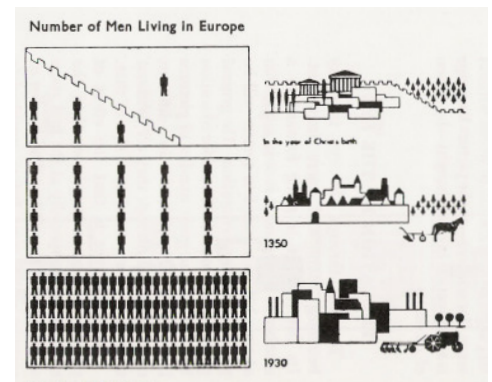 Number of Men Living in Europe
In the year of Christ's birth
1350
1930